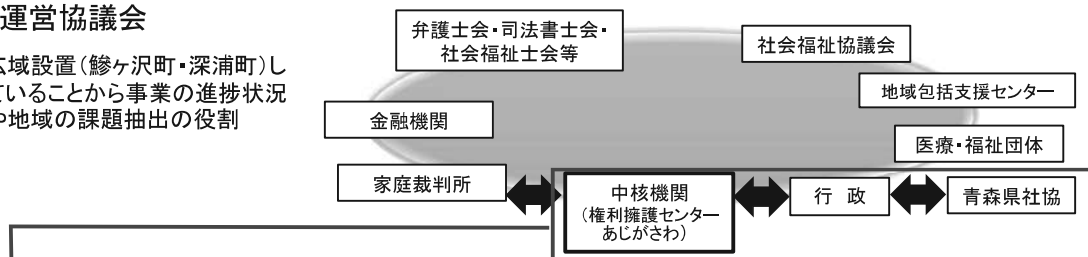 運営協議会
広域設置（鰺ヶ沢町・深浦町）し
ていることから事業の進捗状況
や地域の課題抽出の役割
弁護士会・司法書士会・
社会福祉士会等
社会福祉協議会
地域包括支援センター
金融機関
医療・福祉団体
家庭裁判所
中核機関
（権利擁護センター
あじがさわ）
行　政
青森県社協